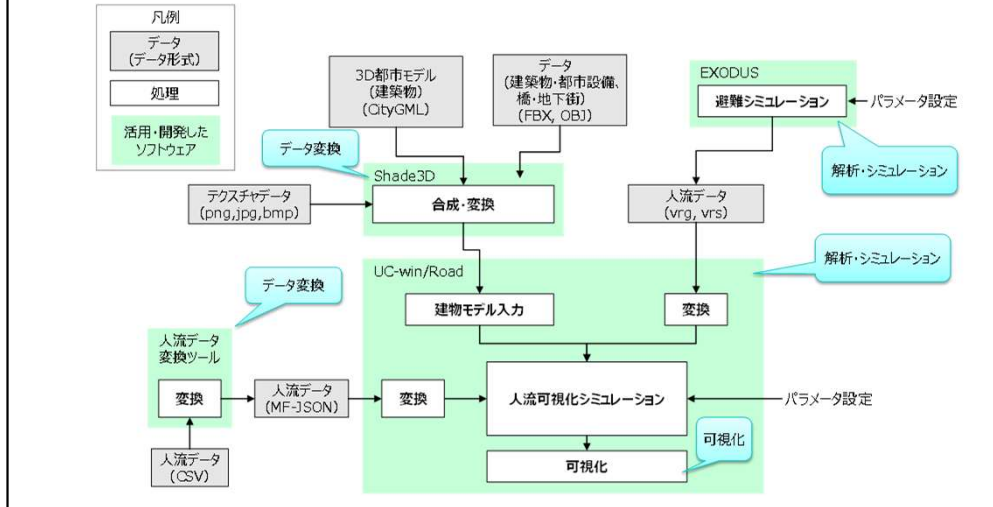 凡例
データ
(データ形式)
処理
活用・開発した
ソフトウェア
3D都市モデル
(建築物)
(CityGML)
データ
(建築物・都市設備、
橋・地下街)
(FBX, OBJ)
EXODUS
避難シミュレーション
パラメータ設定
データ変換
解析・シミュレーション
Shade3D
テクスチャデータ
(png,jpg,bmp)
合成・変換
人流データ
(vrg, vrs)
解析・シミュレーション
UC-win/Road
データ変換
建物モデル入力
変換
人流データ
変換ツール
変換
人流データ
(MF-JSON)
変換
人流可視化シミュレーション
パラメータ設定
可視化
人流データ
(CSV)
可視化